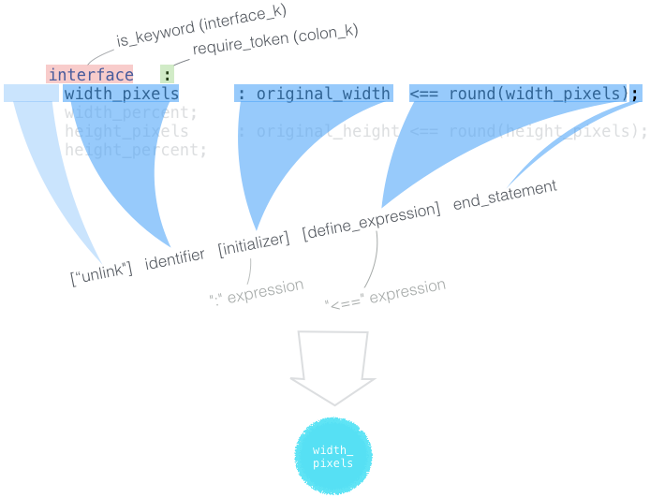 is_keyword (interface_k)
require_token (colon_k)
interface :
width_pixels : original_width <== round(width_pixels);
width_percent;
height_pixels : original_height <== round(height_pixels);
height_percent;
["unlink"] identifier [initializer] [define_expression] end_statement
":" expression "<==" expression
width_
pixels